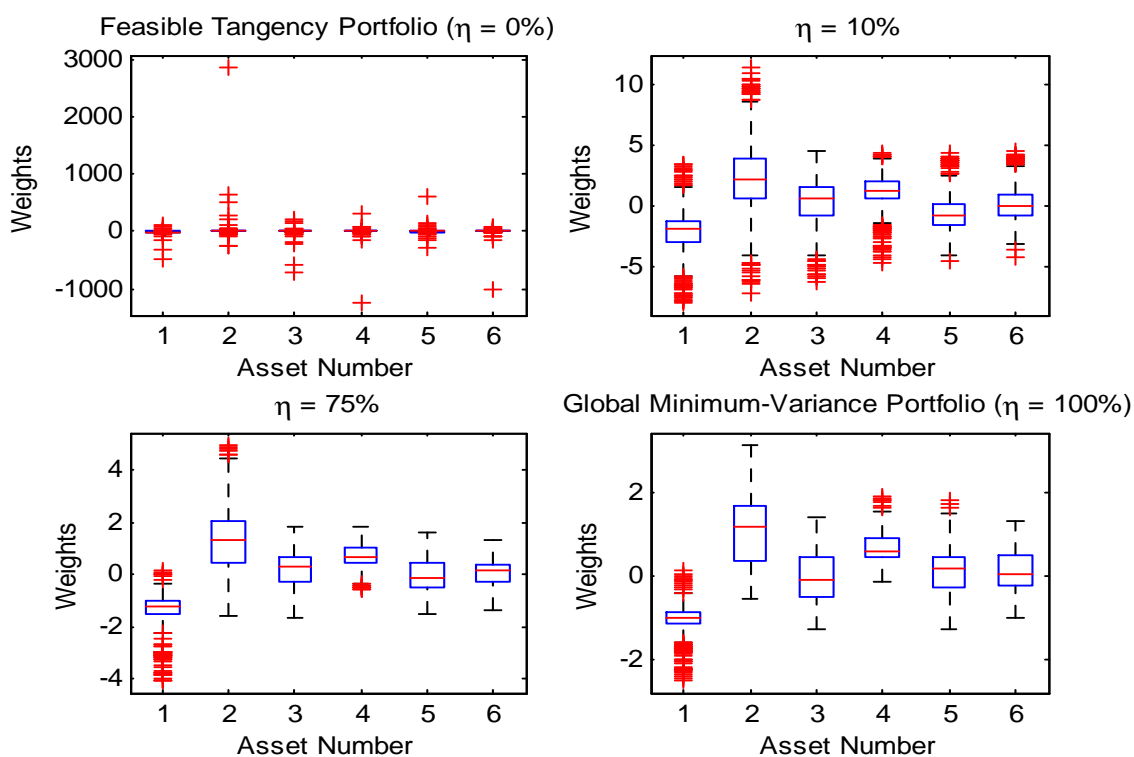 Feasible Tangency Portfolio (η = 0%)
3000
2000
1000
0
-1000
Weights
1 2 3 4 5 6
Asset Number
η = 10%
10
5
0
-5
Weights
1 2 3 4 5 6
Asset Number
η = 75%
4
2
0
-2
-4
Weights
1 2 3 4 5 6
Asset Number
Global Minimum-Variance Portfolio (η = 100%)
2
0
-2
Weights
1 2 3 4 5 6
Asset Number